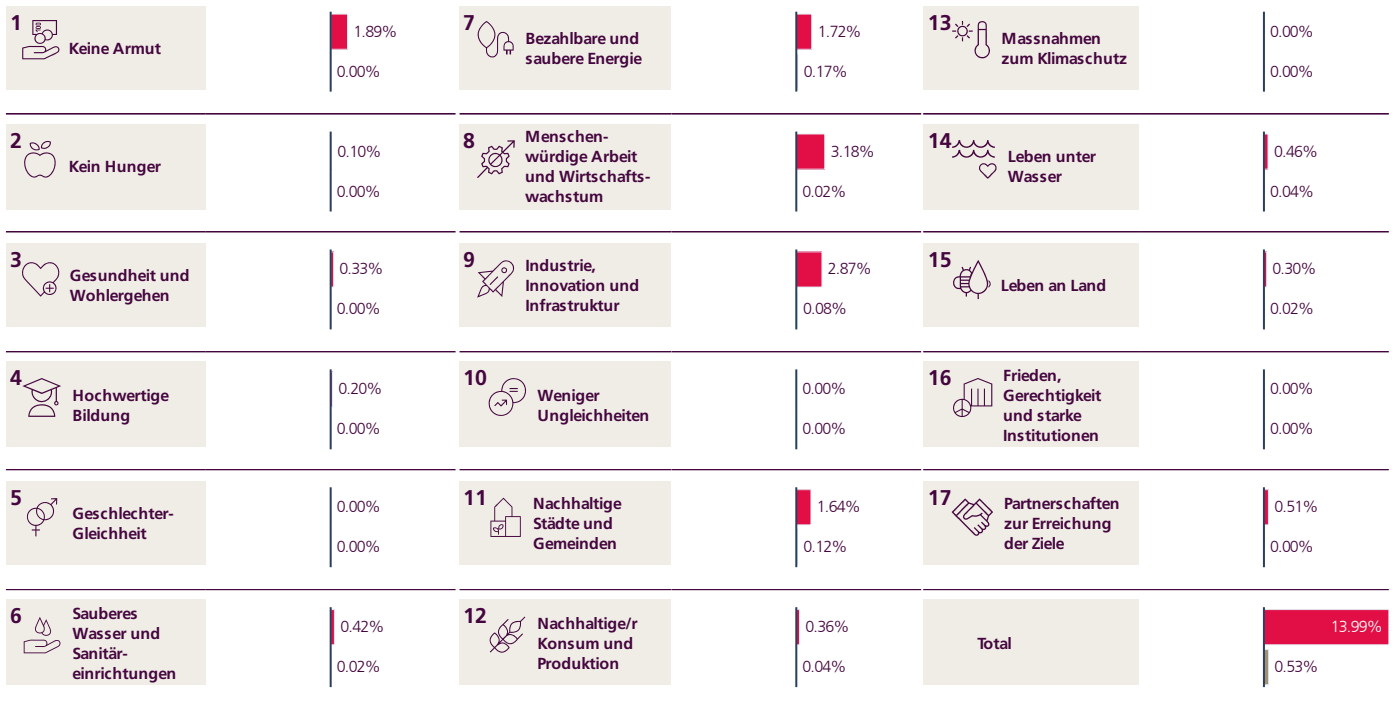 1
Keine Armut
1.89%
0.00%
2
Kein Hunger
0.10%
0.00%
3
Gesundheit und
Wohlergehen
0.33%
0.00%
4
Hochwertige
Bildung
0.20%
0.00%
5
Geschlechter-
Gleichheit
0.00%
0.00%
6
Sauberes
Wasser und
Sanitär-
einrichtungen
0.42%
0.02%
7
Bezahlbare und
saubere Energie
1.72%
0.17%
8
Menschen-
würdige Arbeit
und Wirtschafts-
wachstum
3.18%
0.02%
9
Industrie,
Innovation und
Infrastruktur
2.87%
0.08%
10
Weniger
Ungleichheiten
0.00%
0.00%
11
Nachhaltige
Städte und
Gemeinden
1.64%
0.12%
12
Nachhaltige/r
Konsum und
Produktion
0.36%
0.04%
13
Massnahmen
zum Klimaschutz
0.00%
0.00%
14
Leben unter
Wasser
0.46%
0.04%
15
Leben an Land
0.30%
0.02%
16
Frieden,
Gerechtigkeit
und starke
Institutionen
0.00%
0.00%
17
Partnerschaften
zur Erreichung
der Ziele
0.51%
0.00%
Total
13.99%
0.53%